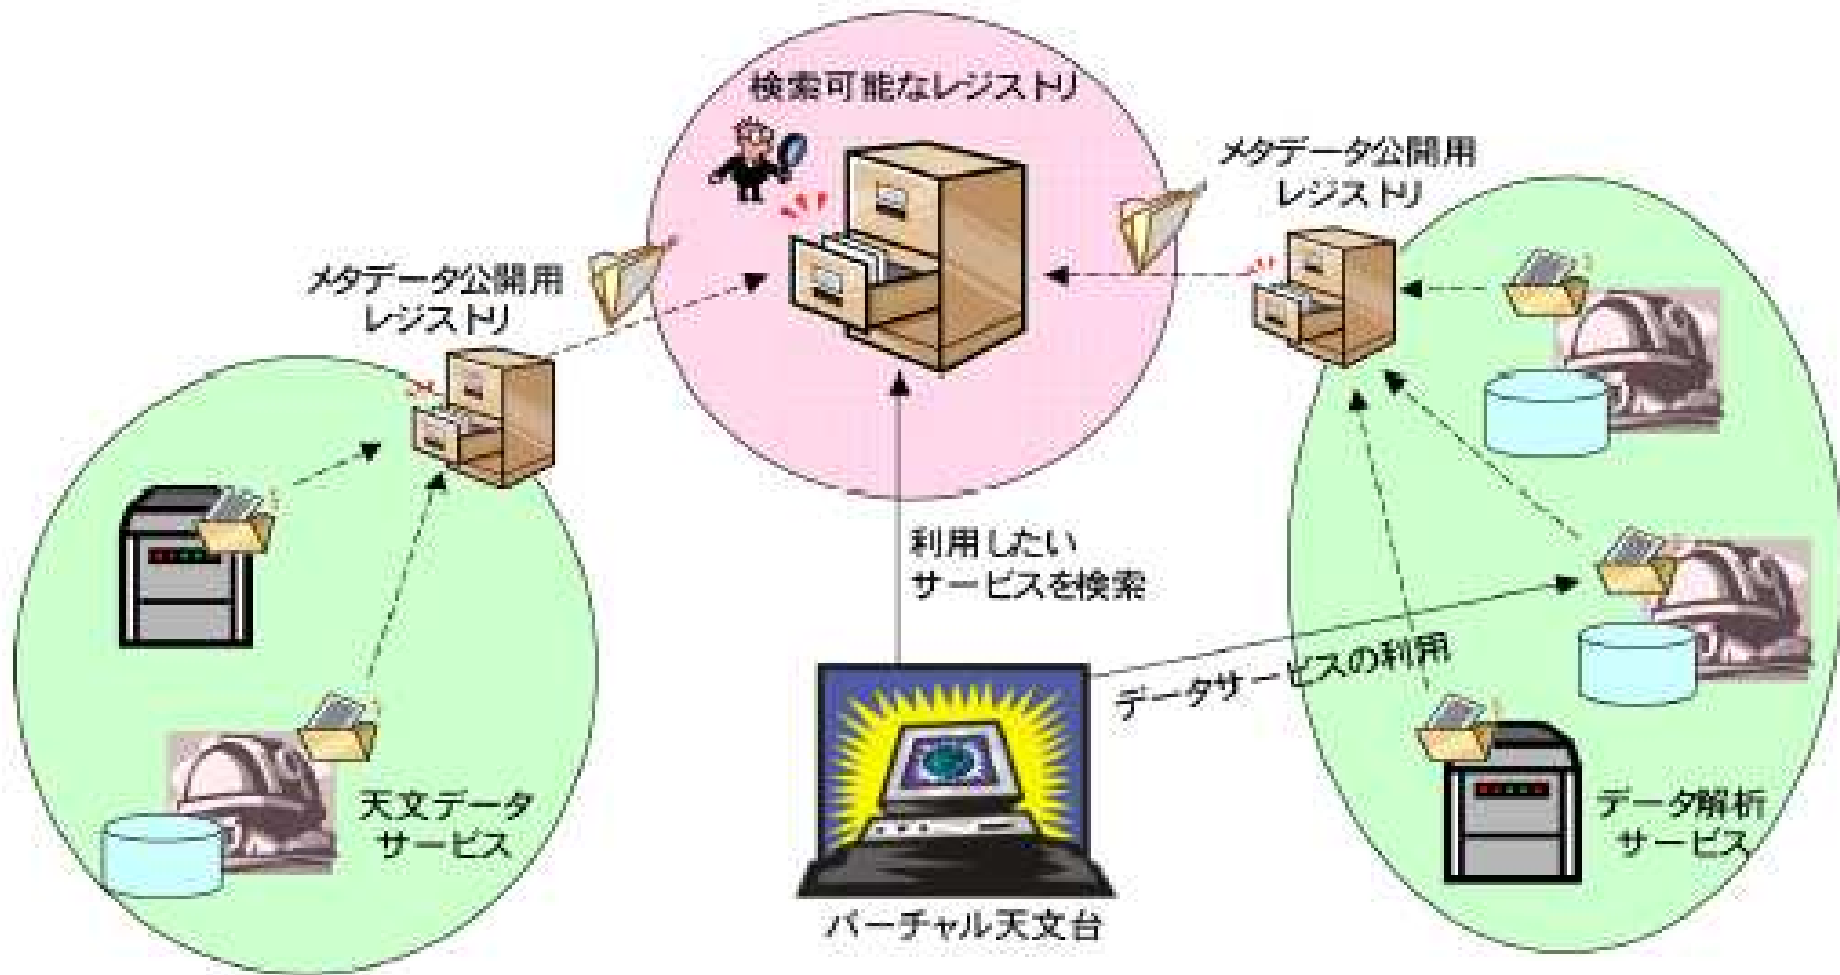 検索可能なレジストリ
メタデータ公開用
レジストリ
メタデータ公開用
レジストリ
利用したい
サービスを検索
データサービスの利用
天文データ
サービス
データ解析
サービス
バーチャル天文台